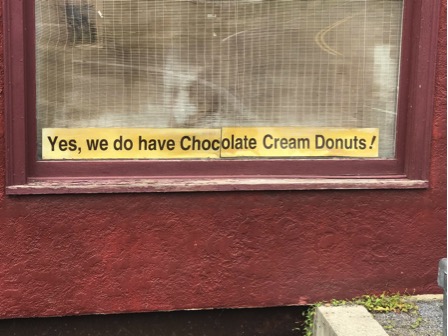 Yes, we do have Chocolate Cream Donuts!